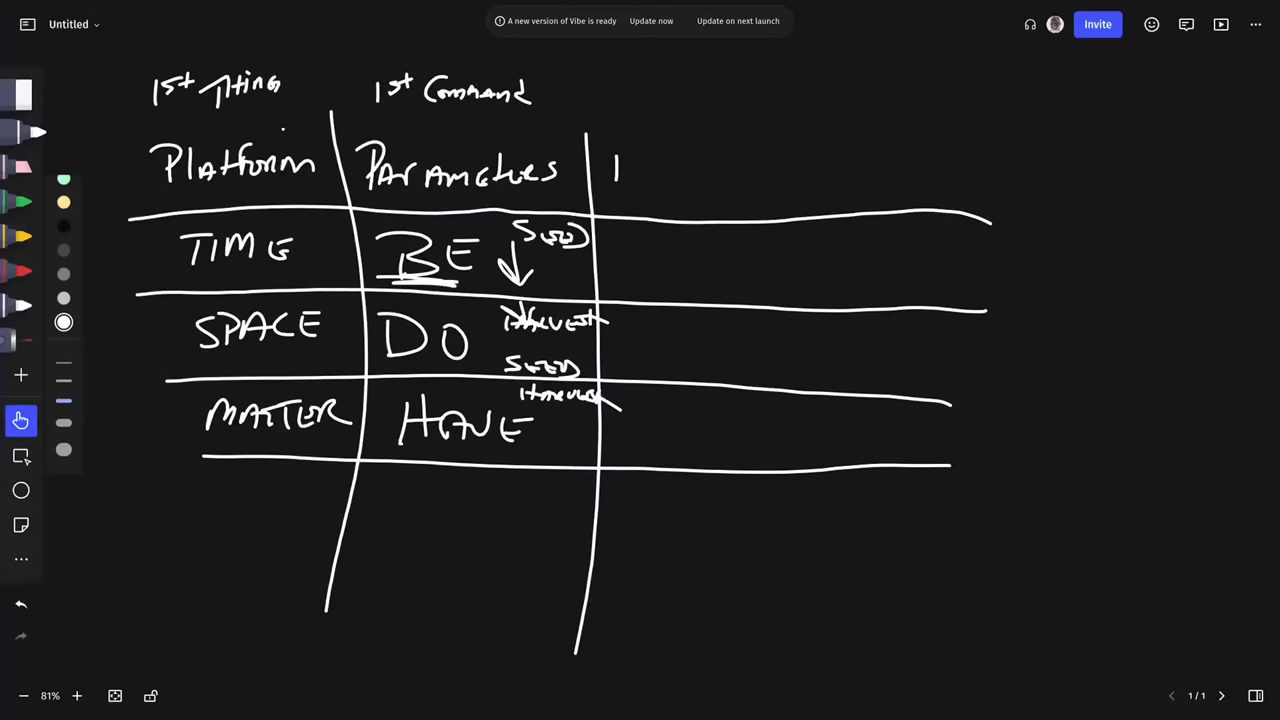 Untitled
A new version of Vibe is ready Update now Update on next launch
Invite
1st Thing 1st Command
Platform Parameters
TIME BE SEED
SPACE DO Harvest
SEED
Harvest
MATTER HAVE
81%
1/1